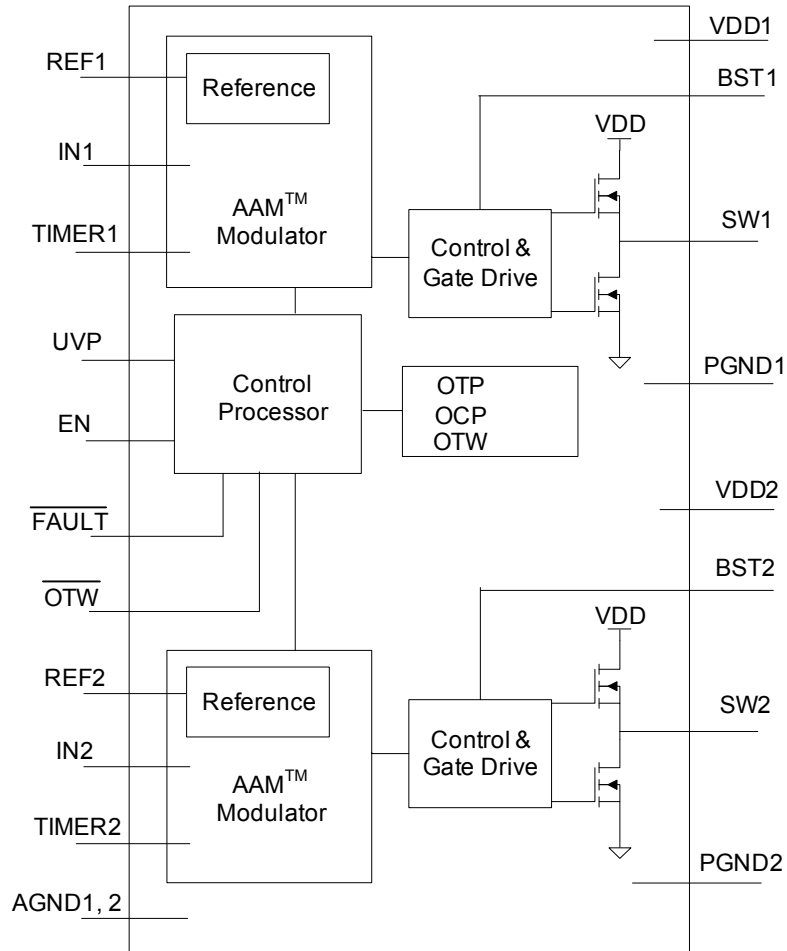 VDD1
REF1
Reference
BST1
VDD
IN1
AAM™
Modulator
TIMER1
Control &
Gate Drive
SW1
UVP
Control
Processor
PGND1
OTP
OCP
OTW
EN
VDD2
FAULT
BST2
OTW
VDD
REF2
Reference
SW2
IN2
AAM™
Modulator
Control &
Gate Drive
TIMER2
PGND2
AGND1, 2